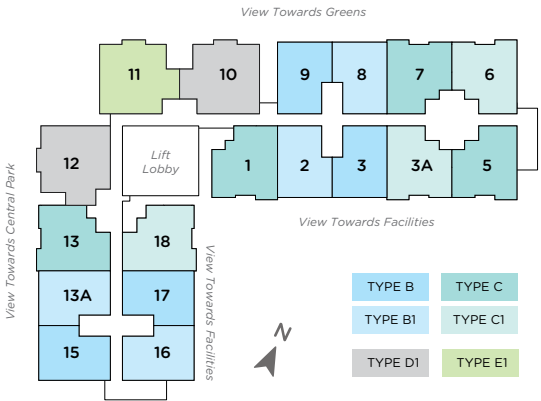 View Towards Greens
11
10
9
8
7
6
12
Lift
Lobby
1
2
3
3A
5
View Towards Central Park
View Towards Facilities
13
18
View Towards Facilities
13A
17
15
16
N
TYPE B
TYPE C
TYPE B1
TYPE C1
TYPE D1
TYPE E1